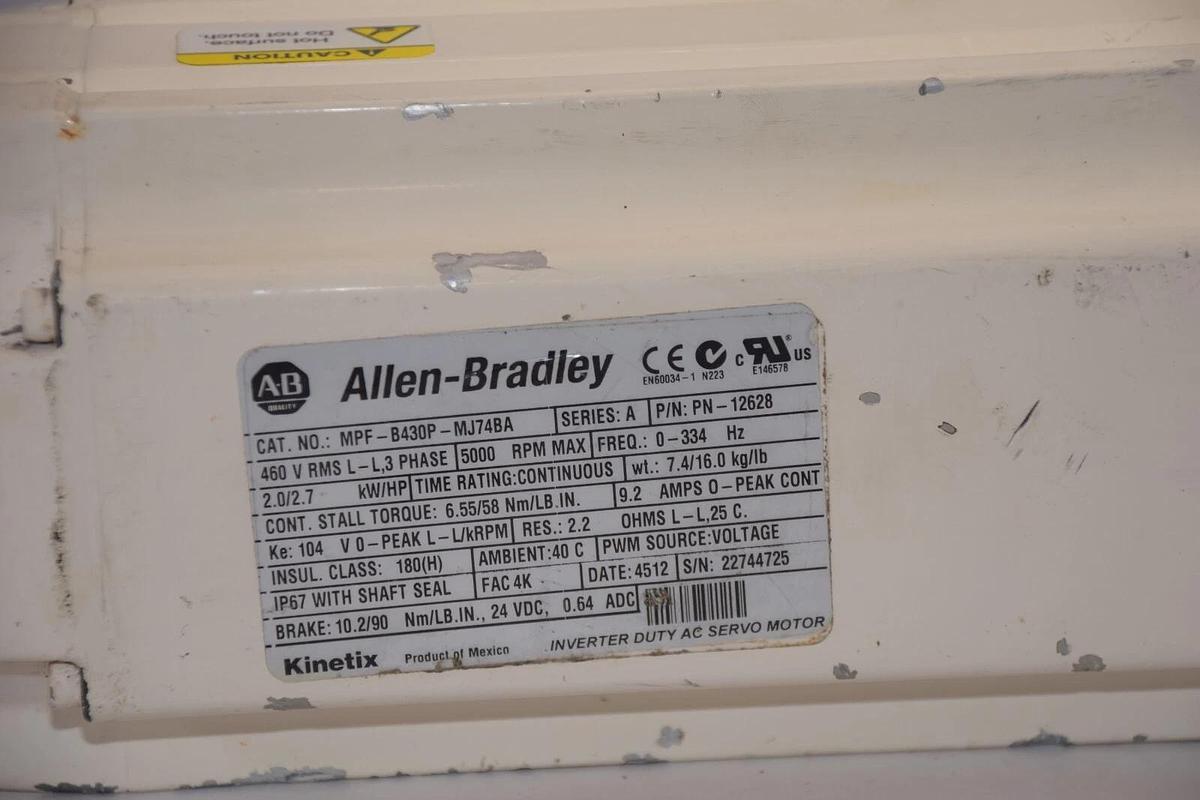 CAUTION
Hot surface.
Do not touch.
AB
QUALITY
Allen-Bradley
CE
EN60034-1 N223
C RU US
®
E146578
CAT. NO.: MPF-B430P-MJ74BA SERIES: A P/N: PN-12628
460 V RMS L-L,3 PHASE 5000 RPM MAX FREQ.: 0-334 Hz
2.0/2.7 kW/HP TIME RATING:CONTINUOUS wt.: 7.4/16.0 kg/lb
CONT. STALL TORQUE: 6.55/58 Nm/LB.IN. 9.2 AMPS O-PEAK CONT
Ke: 104 V O-PEAK L-L/kRPM RES.: 2.2 OHMS L-L,25 C.
INSUL. CLASS: 180(H) AMBIENT:40 C PWM SOURCE:VOLTAGE
IP67 WITH SHAFT SEAL FAC 4K DATE:4512 S/N: 22744725
BRAKE: 10.2/90 Nm/LB.IN., 24 VDC, 0.64 ADC
Kinetix Product of Mexico INVERTER DUTY AC SERVO MOTOR